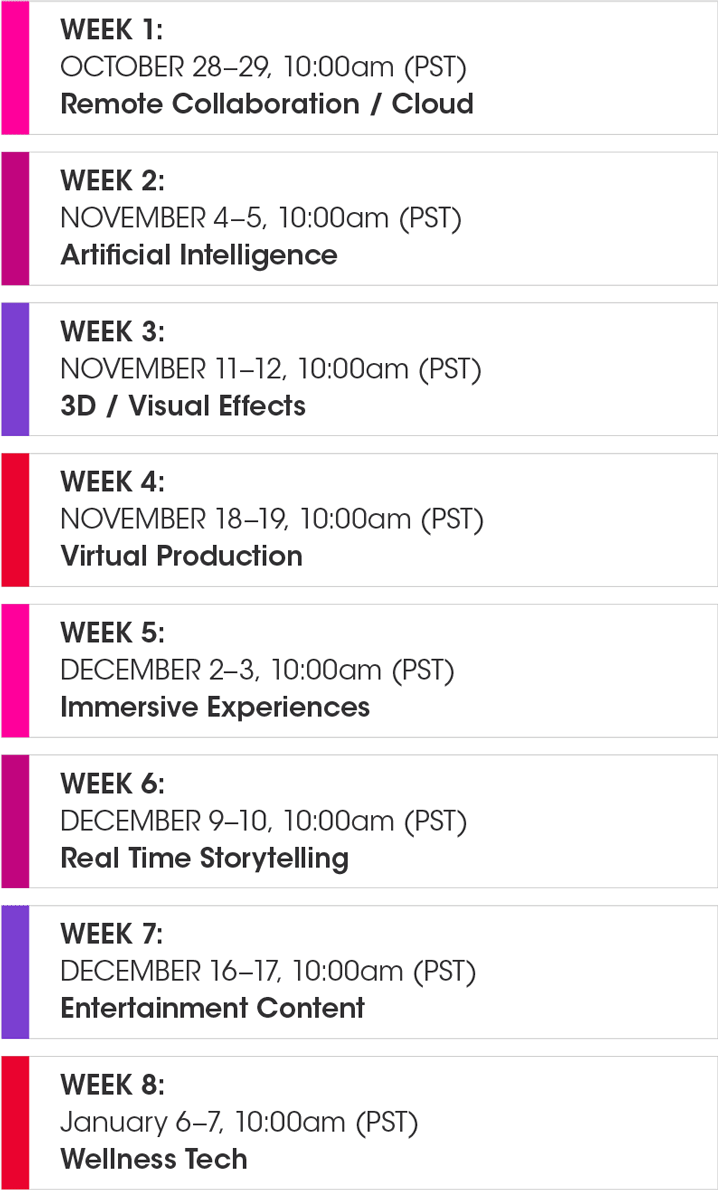 WEEK 1:
OCTOBER 28–29, 10:00am (PST)
Remote Collaboration / Cloud
WEEK 2:
NOVEMBER 4–5, 10:00am (PST)
Artificial Intelligence
WEEK 3:
NOVEMBER 11–12, 10:00am (PST)
3D / Visual Effects
WEEK 4:
NOVEMBER 18–19, 10:00am (PST)
Virtual Production
WEEK 5:
DECEMBER 2–3, 10:00am (PST)
Immersive Experiences
WEEK 6:
DECEMBER 9–10, 10:00am (PST)
Real Time Storytelling
WEEK 7:
DECEMBER 16–17, 10:00am (PST)
Entertainment Content
WEEK 8:
January 6–7, 10:00am (PST)
Wellness Tech